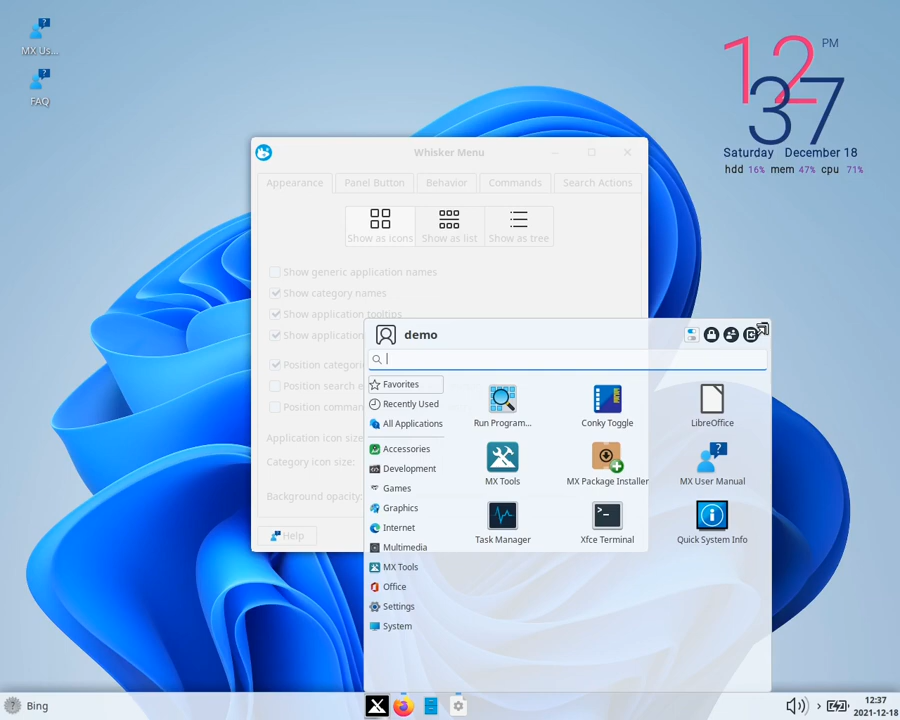 MX Us...
FAQ
12 PM
37
Saturday December 18
hdd 16% mem 47% cpu 71%
Whisker Menu
Appearance
Panel Button
Behavior
Commands
Search Actions
Show as icons
Show as list
Show as tree
Show generic application names
Show category names
Show application tooltips
Show application
Position categorie
Position search e
Position comman
Application icon size
Category icon size:
Background opacity:
Help
demo
Favorites
Recently Used
All Applications
Accessories
Development
Games
Graphics
Internet
Multimedia
MX Tools
Office
Settings
System
Run Program...
Conky Toggle
LibreOffice
MX Tools
MX Package Installer
MX User Manual
Task Manager
Xfce Terminal
Quick System Info
Bing
12:37
2021-12-18